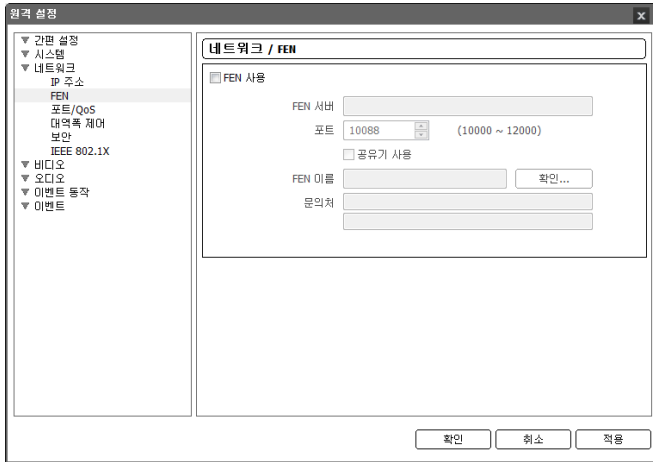 원격 설정
x
간편 설정
시스템
네트워크
IP 주소
FEN
포트/QoS
대역폭 제어
보안
IEEE 802.1X
비디오
오디오
이벤트 동작
이벤트
네트워크 / FEN
FEN 사용
FEN 서버
포트 10088 (10000 ~ 12000)
공유기 사용
FEN 이름 확인...
문의처
확인 취소 적용